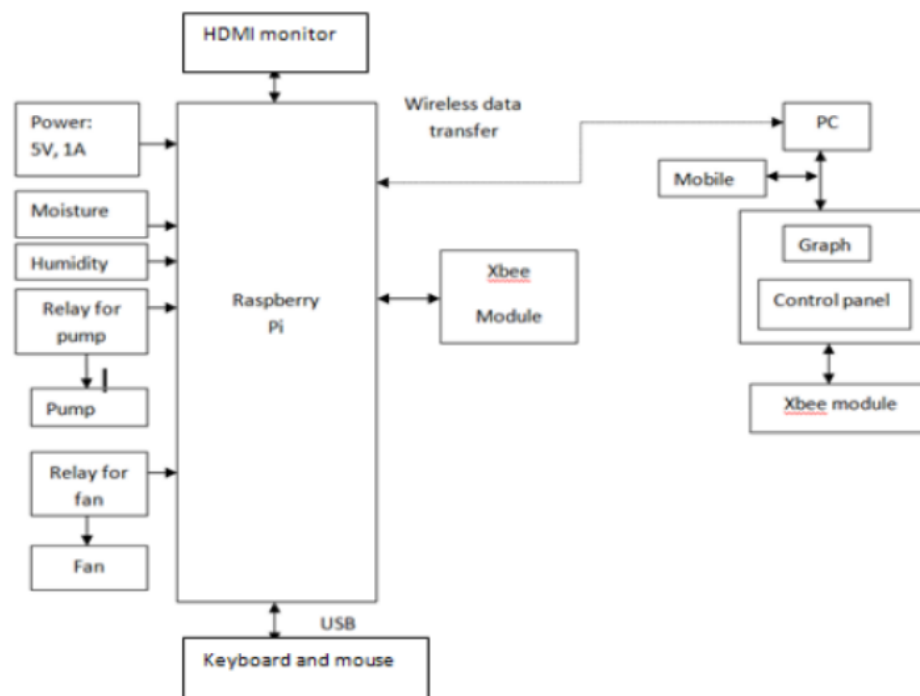 HDMI monitor
Wireless data
transfer
Power:
5V, 1A
PC
Mobile
Moisture
Humidity
Graph
Xbee
Module
Control panel
Raspberry
Pi
Relay for
pump
Pump
Xbee module
Relay for
fan
Fan
USB
Keyboard and mouse